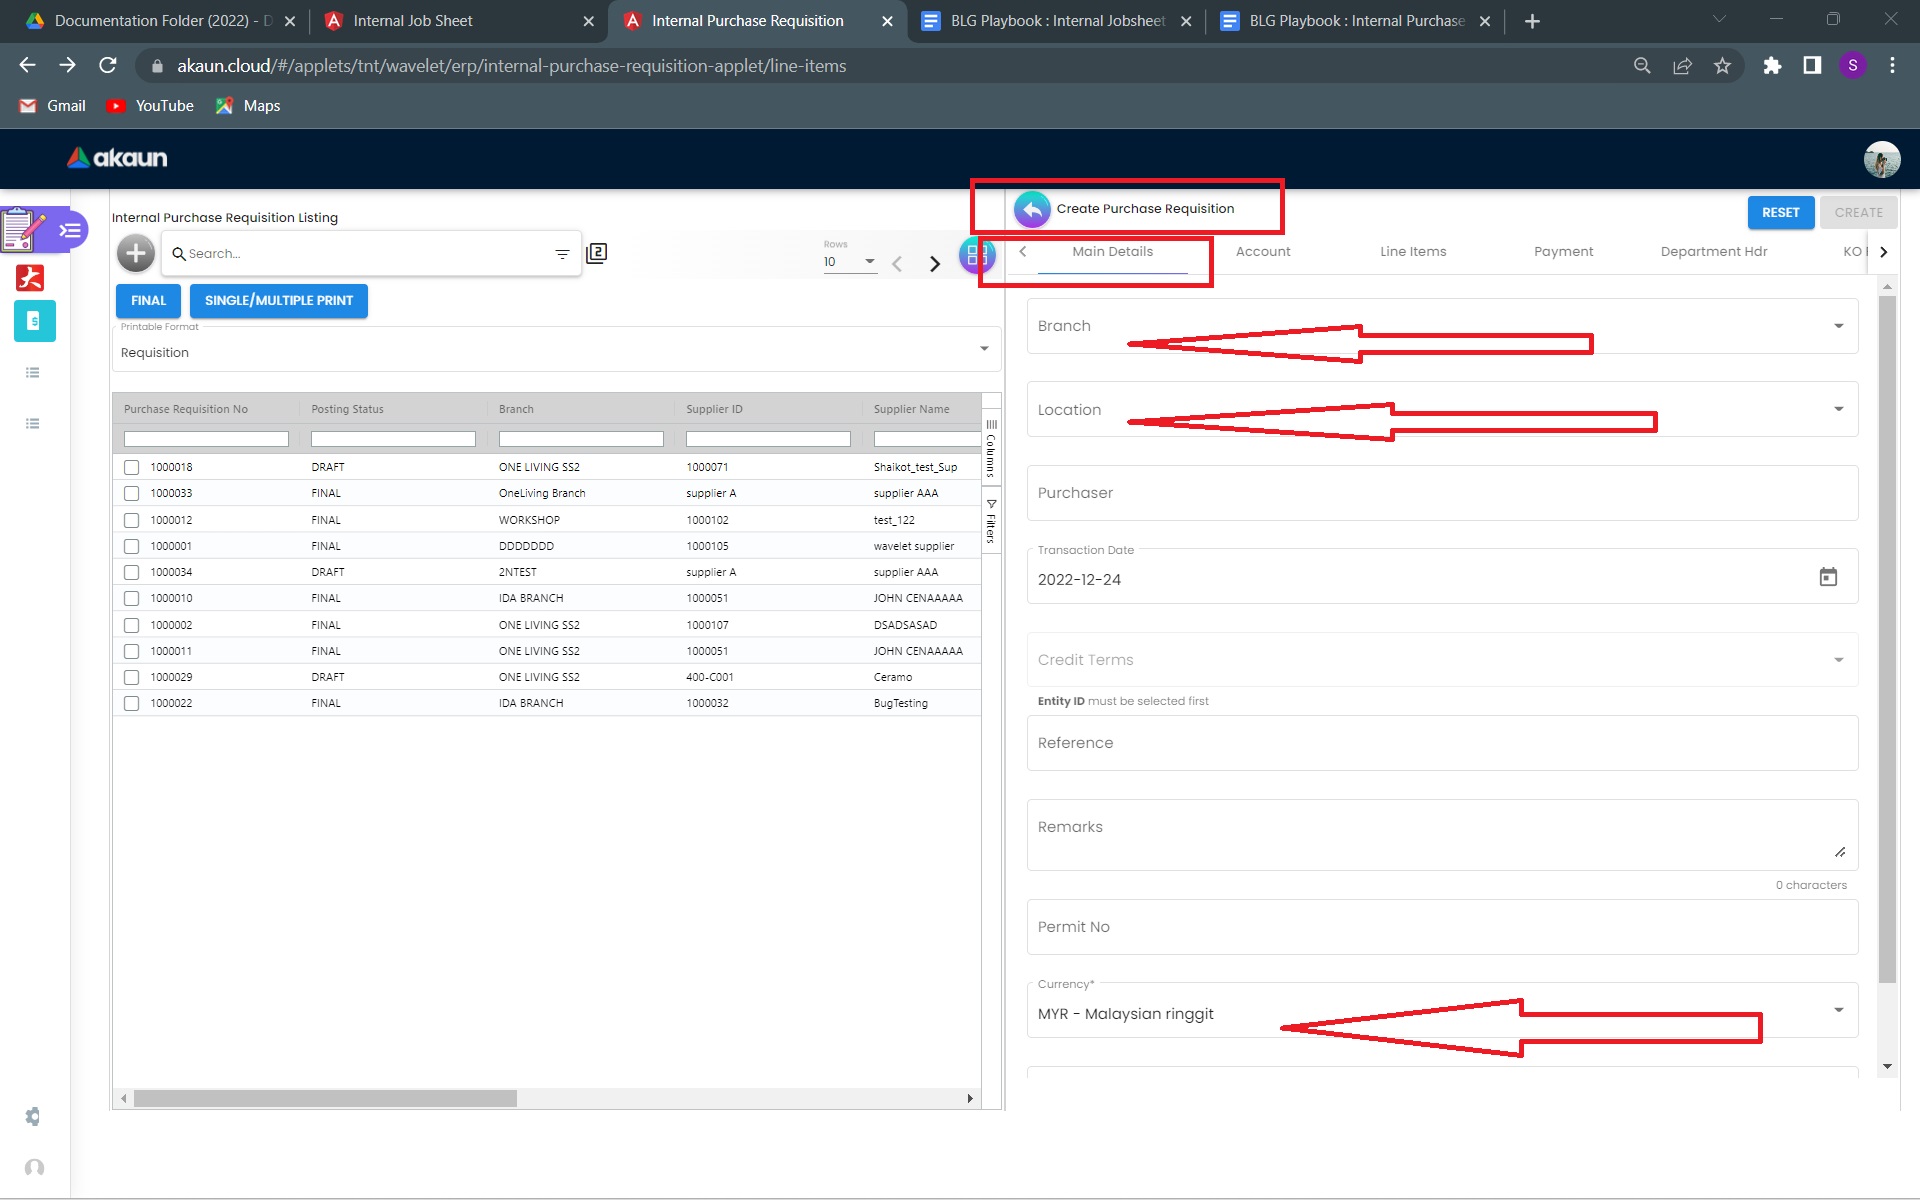 Documentation Folder (2022) - D
Internal Job Sheet
Internal Purchase Requisition
BLG Playbook : Internal Jobsheet
BLG Playbook : Internal Purchase
akaun.cloud/#/applets/tnt/wavelet/erp/internal-purchase-requisition-applet/line-items
S
Gmail
YouTube
Maps
akaun
Internal Purchase Requisition Listing
Search...
2
Rows
10
FINAL
SINGLE/MULTIPLE PRINT
Printable Format
Requisition
Purchase Requisition No Posting Status Branch Supplier ID Supplier Name
1000018 DRAFT ONE LIVING SS2 1000071 Shaikot_test_Sup
1000033 FINAL OneLiving Branch supplier A supplier AAA
1000012 FINAL WORKSHOP 1000102 test_122
1000001 FINAL DDDDDDD 1000105 wavelet supplier
1000034 DRAFT 2NTEST supplier A supplier AAA
1000010 FINAL IDA BRANCH 1000051 JOHN CENAAAAA
1000002 FINAL ONE LIVING SS2 1000107 DSADSASAD
1000011 FINAL ONE LIVING SS2 1000051 JOHN CENAAAAA
1000029 DRAFT ONE LIVING SS2 400-C001 Ceramo
1000022 FINAL IDA BRANCH 1000032 BugTesting
Columns
Filters
Create Purchase Requisition
RESET
CREATE
Main Details
Account
Line Items
Payment
Department Hdr
KO
Branch
Location
Purchaser
Transaction Date
2022-12-24
Credit Terms
Entity ID must be selected first
Reference
Remarks
0 characters
Permit No
Currency*
MYR - Malaysian ringgit